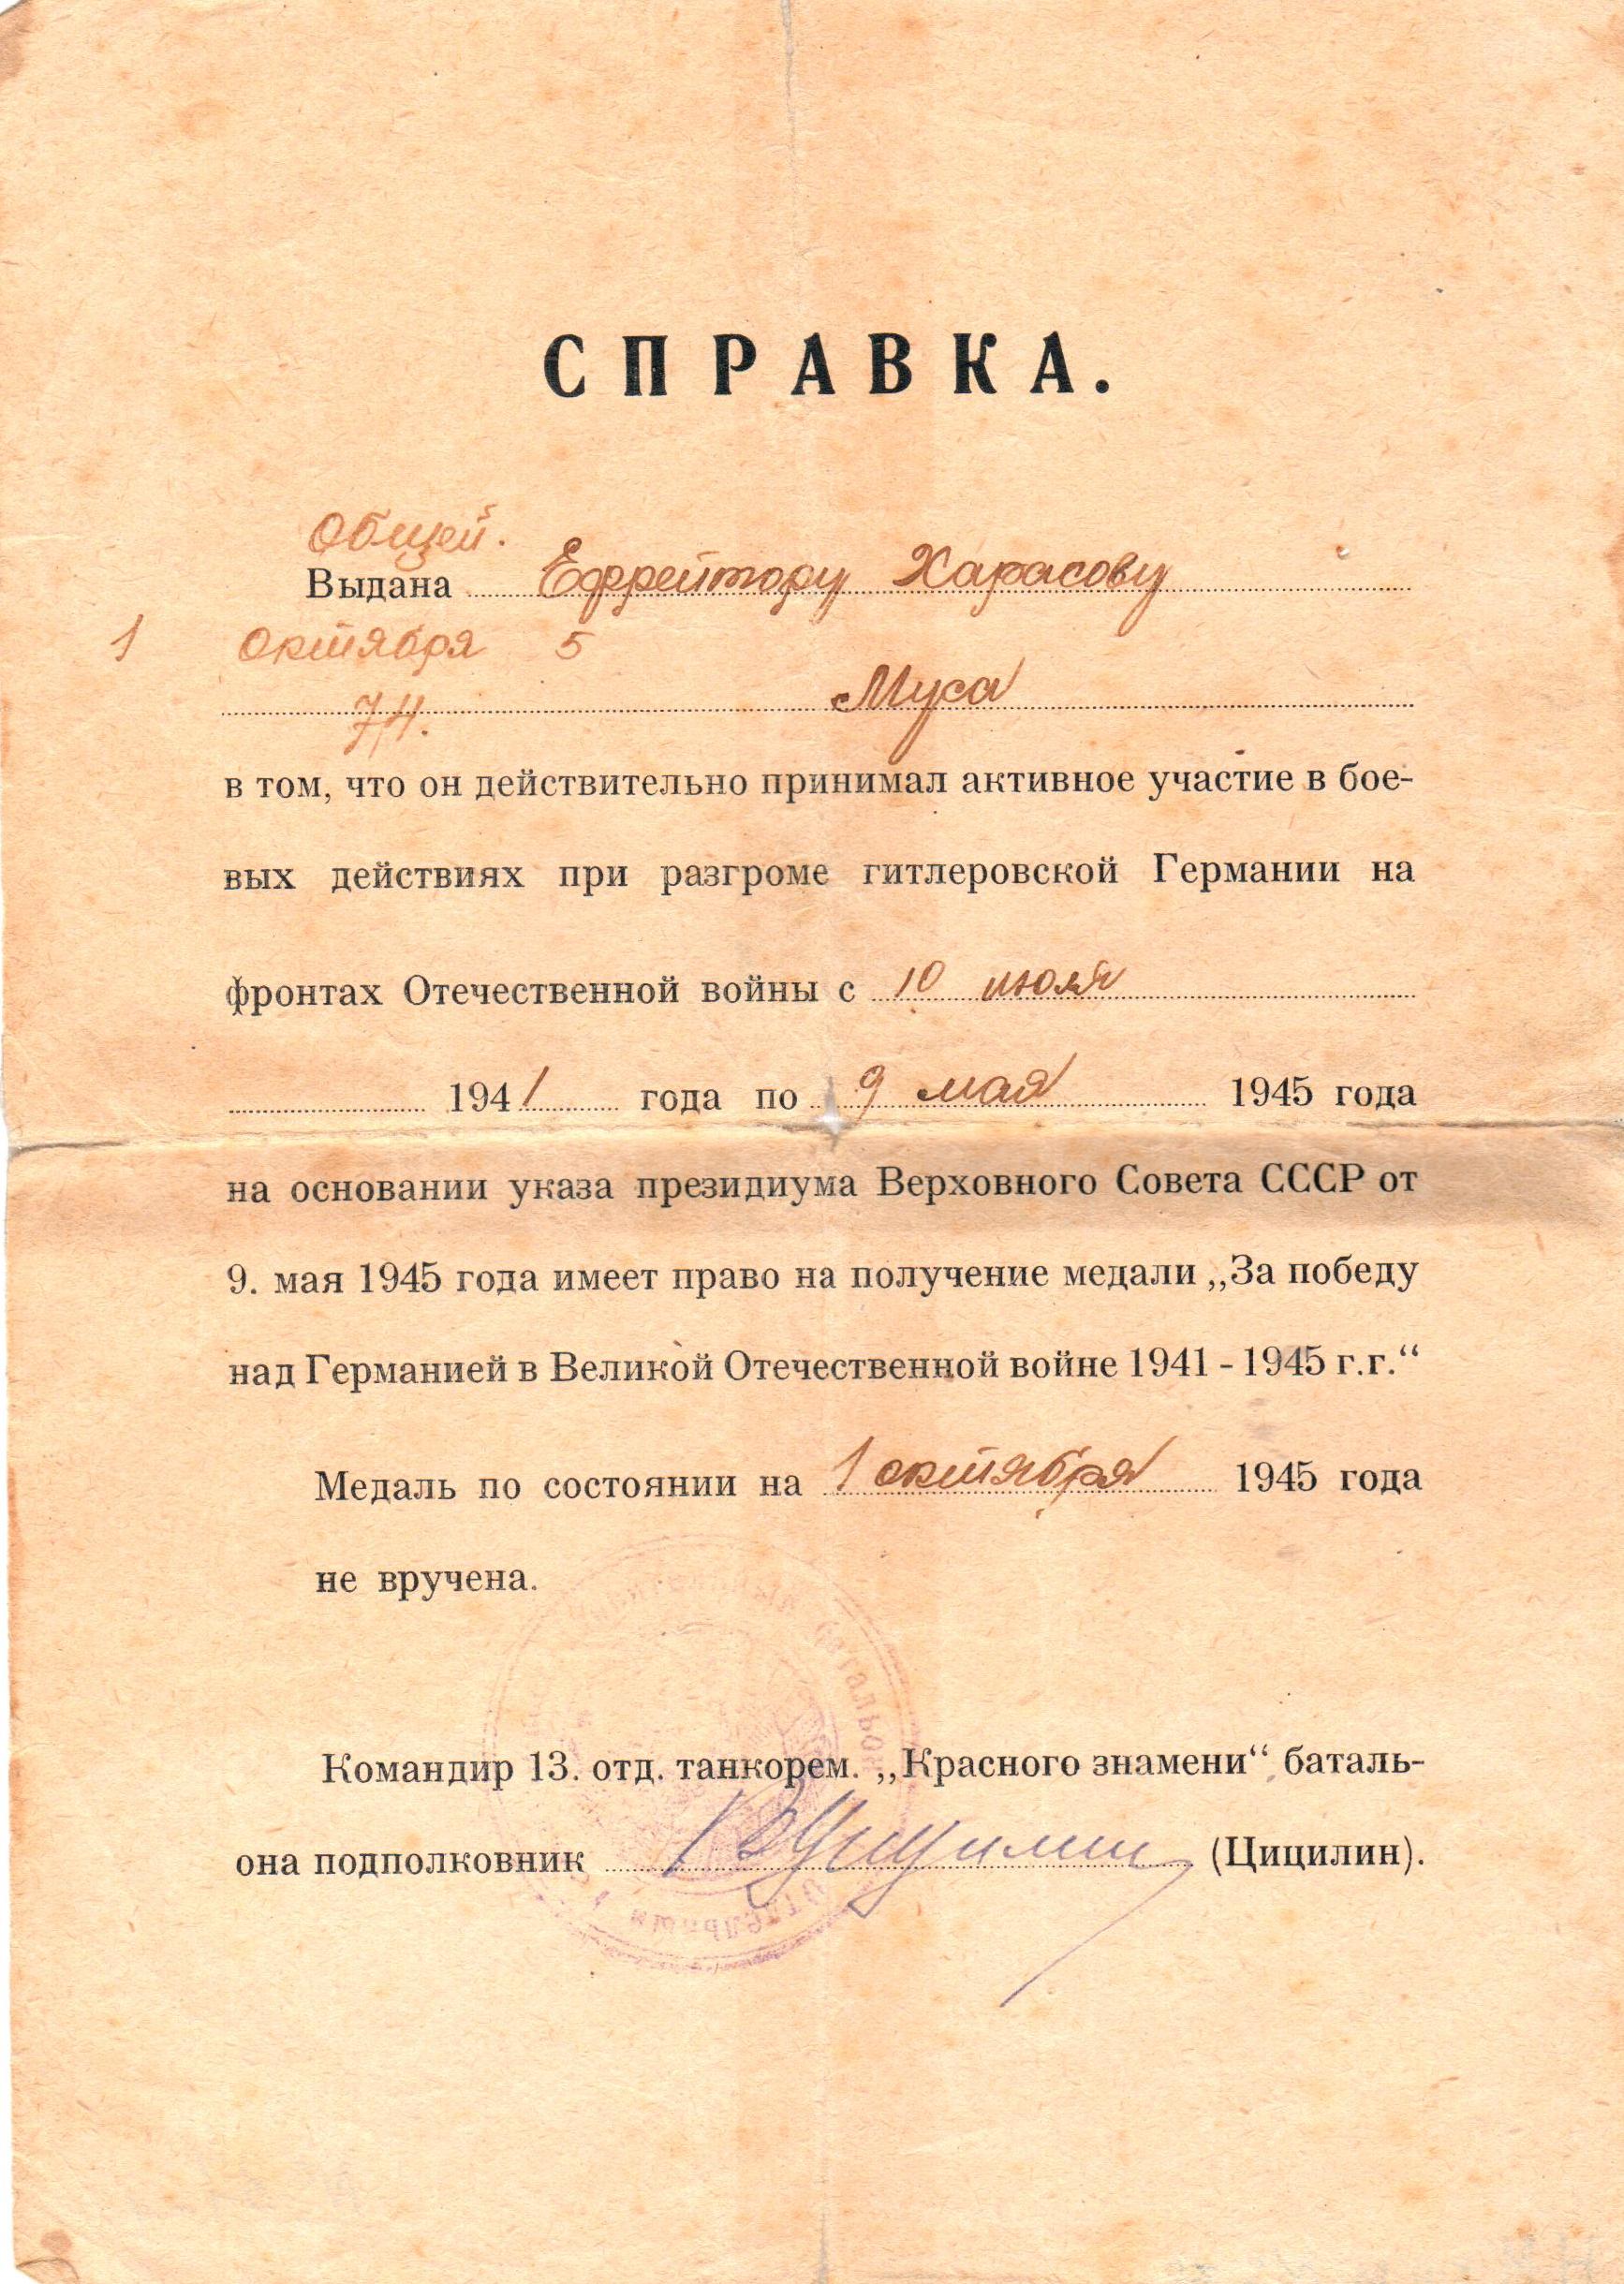 СПРАВКА.
Общей.
Выдана Ефрейтору Харасову
1 октября 5
Муса
74.
в том, что он действительно принимал активное участие в бое-
вых действиях при разгроме гитлеровской Германии на
фронтах Отечественной войны с 10 июля
1941 года по 9 мая 1945 года
на основании указа президиума Верховного Совета СССР от
9. мая 1945 года имеет право на получение медали „За победу
над Германией в Великой Отечественной войне 1941 - 1945 г.г.“
Медаль по состоянии на 1 октября 1945 года
не вручена.
Командир 13. отд. танкорем. „Красного знамени“ баталь-
она подполковник Цицилин (Цицилин).